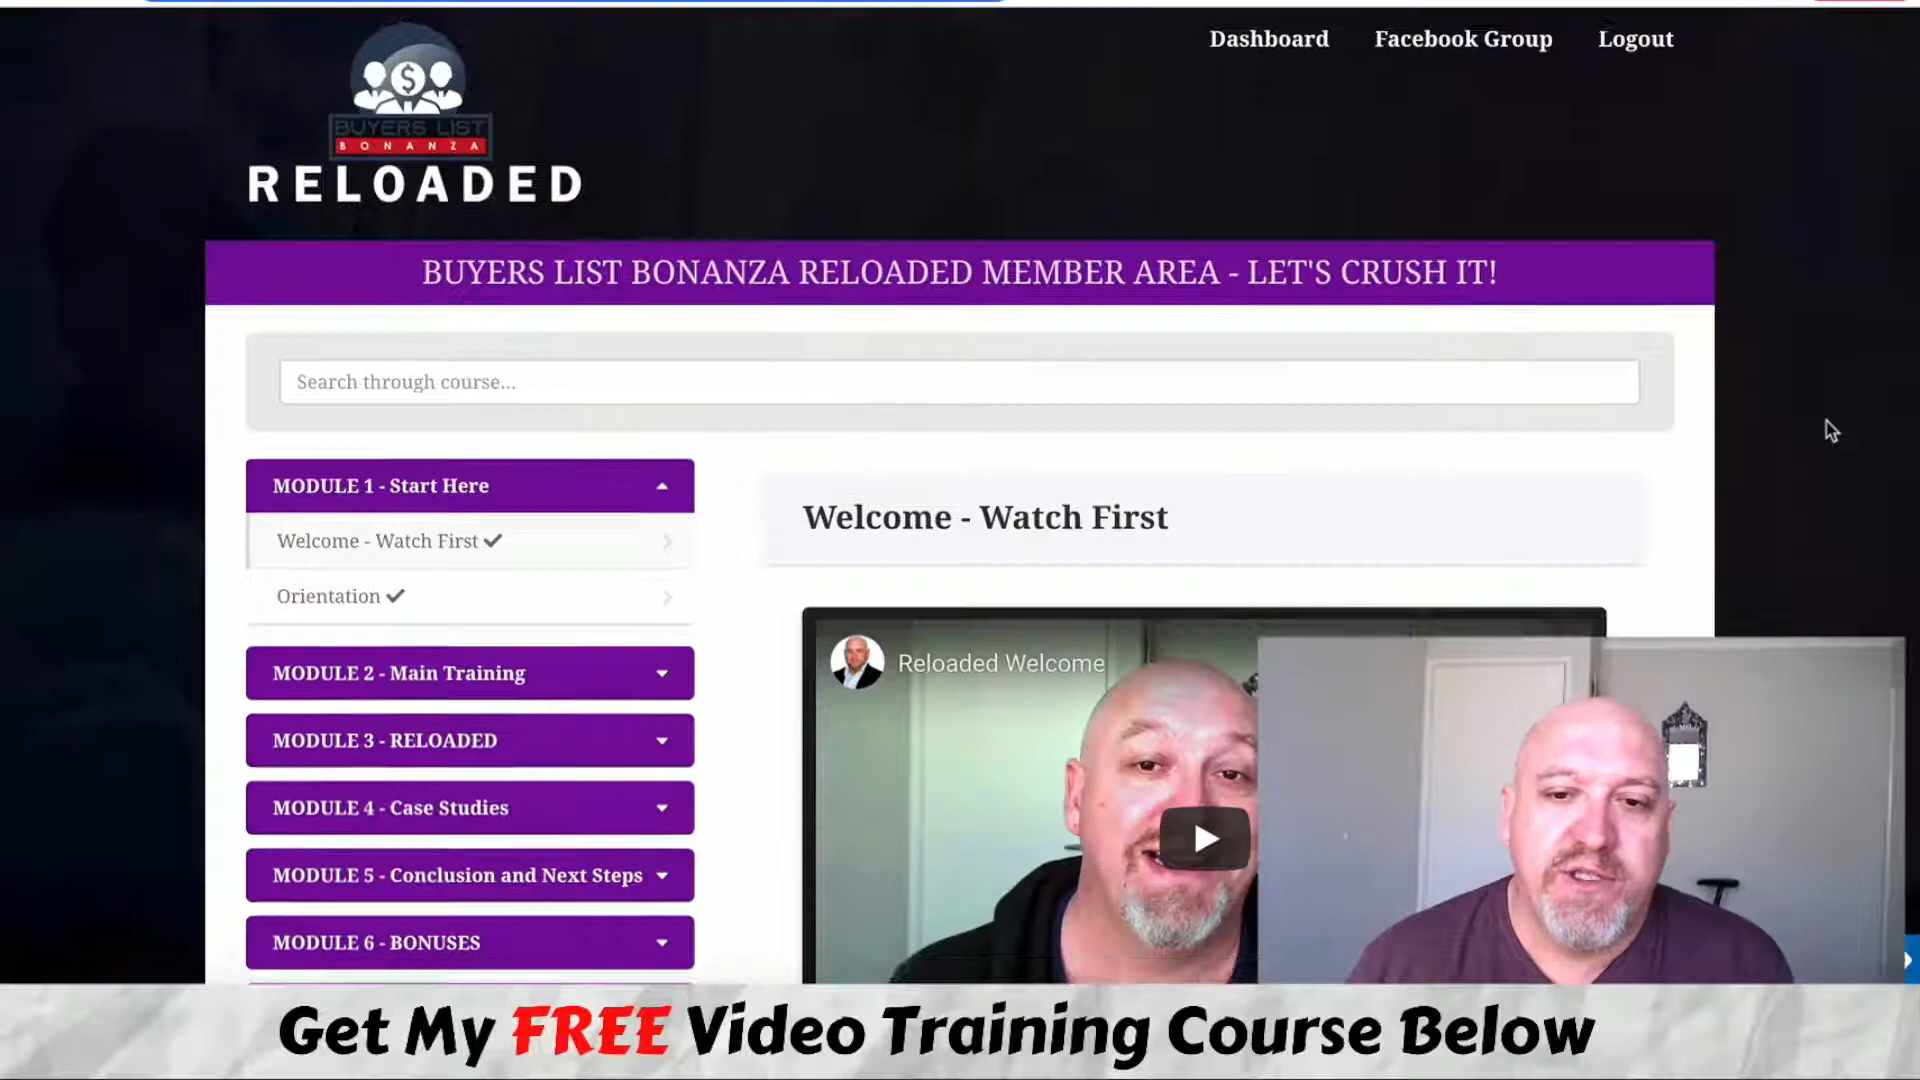 Dashboard
Facebook Group
Logout
$
BUYERS LIST
BONANZA
RELOADED
BUYERS LIST BONANZA RELOADED MEMBER AREA - LET'S CRUSH IT!
Search through course...
MODULE 1 - Start Here
Welcome - Watch First
Orientation
MODULE 2 - Main Training
MODULE 3 - RELOADED
MODULE 4 - Case Studies
MODULE 5 - Conclusion and Next Steps
MODULE 6 - BONUSES
Welcome - Watch First
Reloaded Welcome
Get My FREE Video Training Course Below